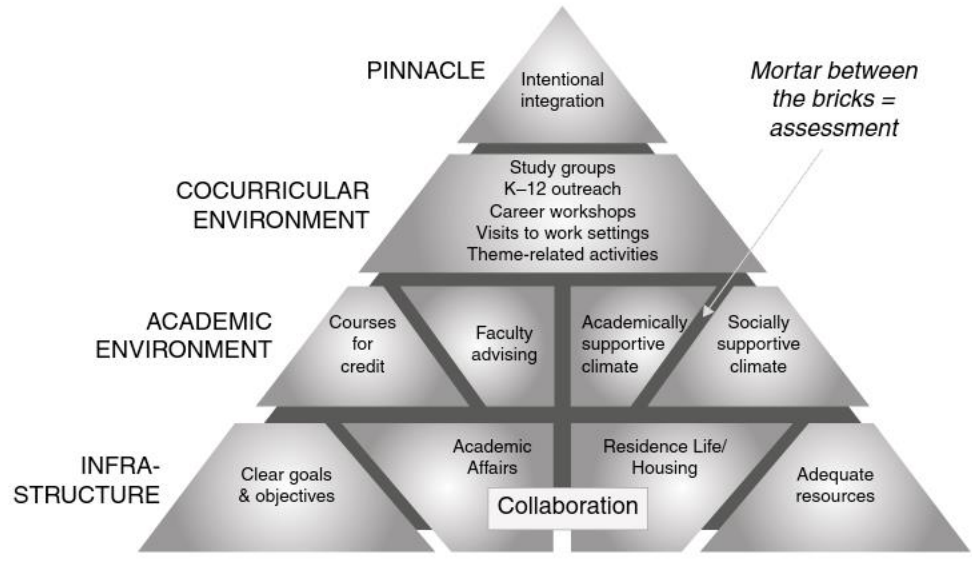 PINNACLE
Intentional
integration
Mortar between
the bricks =
assessment
COCURRICULAR
ENVIRONMENT
Study groups
K–12 outreach
Career workshops
Visits to work settings
Theme-related activities
ACADEMIC
ENVIRONMENT
Courses
for
credit
Faculty
advising
Academically
supportive
climate
Socially
supportive
climate
INFRA-
STRUCTURE
Clear goals
& objectives
Academic
Affairs
Residence Life/
Housing
Collaboration
Adequate
resources